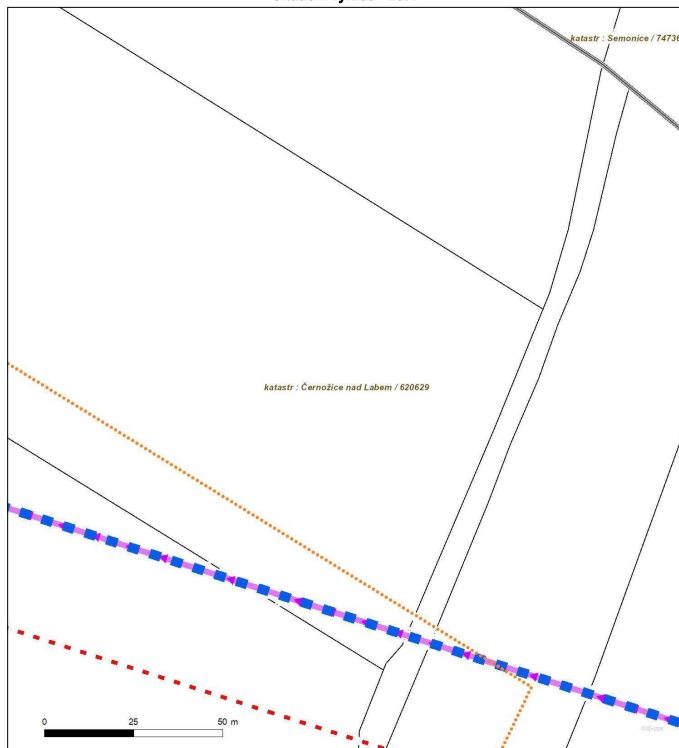 katastr : Semonice / 74736
katastr : Černožice nad Labem / 620629
0 25 50 m